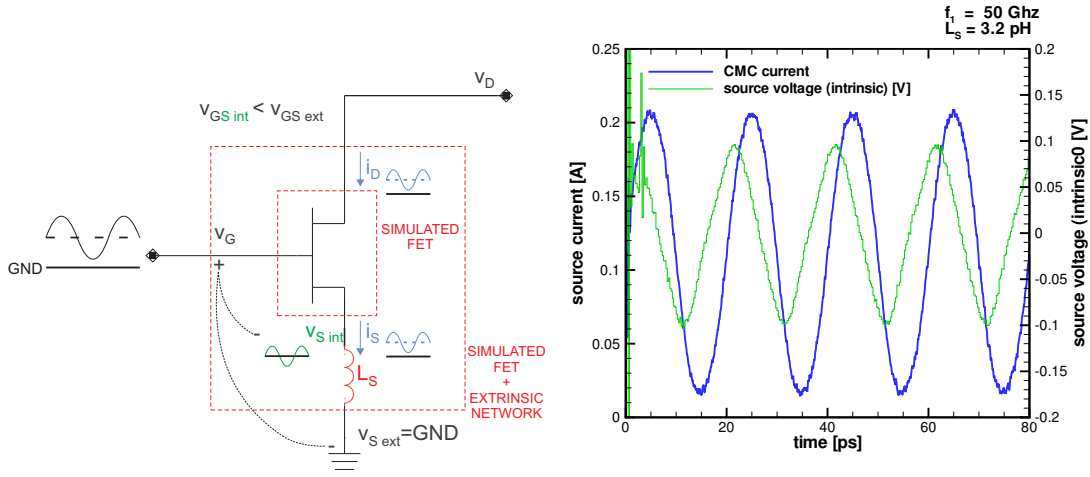 v_D
v_GS int < v_GS ext
i_D
SIMULATED
FET
v_G
GND
+
-
v_S int
i_S
L_S
SIMULATED
FET
+
EXTRINSIC
NETWORK
v_S ext=GND
-
f_1 = 50 Ghz
L_S = 3.2 pH
CMC current
source voltage (intrinsic) [V]
0.25
0.2
0.15
0.1
0.05
0
source current [A]
0.2
0.15
0.1
0.05
0
-0.05
-0.1
-0.15
-0.2
source voltage (intrinsic0 [V]
0 20 40 60 80
time [ps]